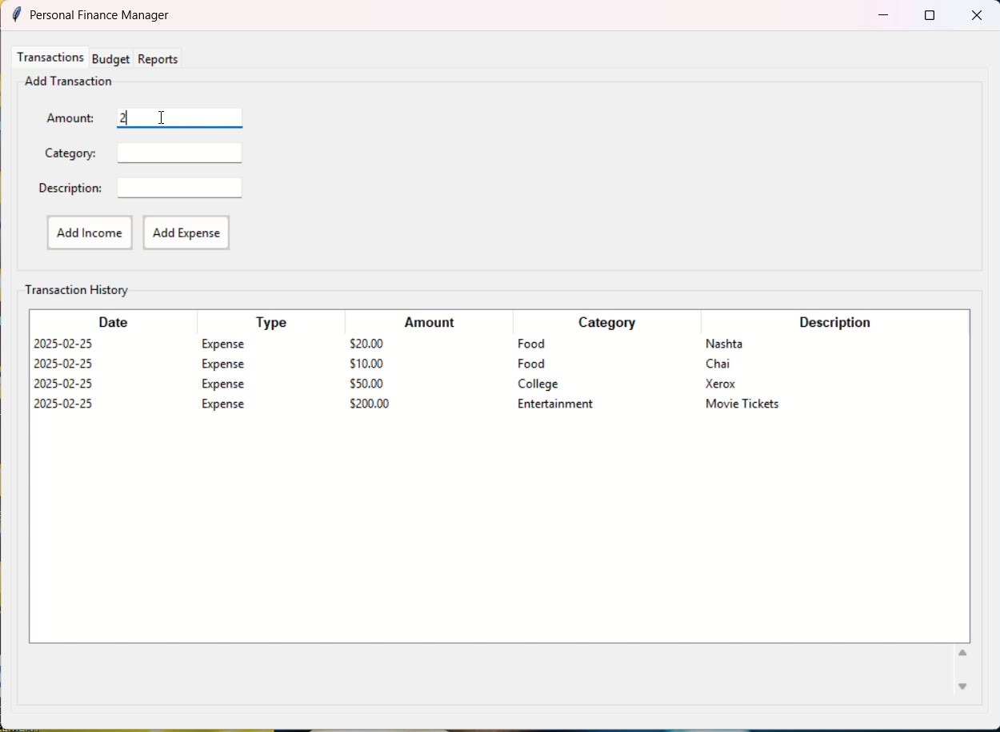 Personal Finance Manager
Transactions Budget Reports
Add Transaction
Amount: 2
Category:
Description:
Add Income Add Expense
Transaction History
Date Type Amount Category Description
2025-02-25 Expense $20.00 Food Nashta
2025-02-25 Expense $10.00 Food Chai
2025-02-25 Expense $50.00 College Xerox
2025-02-25 Expense $200.00 Entertainment Movie Tickets